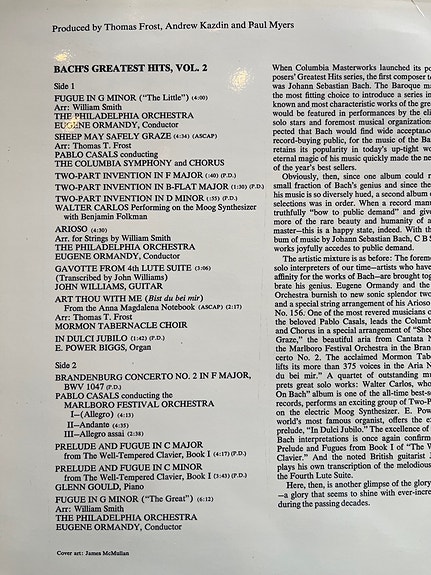 Produced by Thomas Frost, Andrew Kazdin and Paul Myers
BACH'S GREATEST HITS, VOL. 2
Side 1
FUGUE IN G MINOR ("The Little") (4:00)
Arr: William Smith
THE PHILADELPHIA ORCHESTRA
EUGENE ORMANDY, Conductor
SHEEP MAY SAFELY GRAZE (4:34) (ASCAP)
Arr: Thomas T. Frost
PABLO CASALS conducting
THE COLUMBIA SYMPHONY and CHORUS
TWO-PART INVENTION IN F MAJOR (:40) (P.D.)
TWO-PART INVENTION IN B-FLAT MAJOR (1:30) (P.D.)
TWO-PART INVENTION IN D MINOR (:55) (P.D.)
WALTER CARLOS Performing on the Moog Synthesizer
with Benjamin Folkman
ARIOSO (4:30)
Arr. for Strings by William Smith
THE PHILADELPHIA ORCHESTRA
EUGENE ORMANDY, Conductor
GAVOTTE FROM 4th LUTE SUITE (3:06)
(Transcribed by John Williams)
JOHN WILLIAMS, GUITAR
ART THOU WITH ME (Bist du bei mir)
From the Anna Magdalena Notebook (ASCAP) (2:17)
Arr: Thomas T. Frost
MORMON TABERNACLE CHOIR
IN DULCI JUBILO (1:42) (P.D.)
E. POWER BIGGS, Organ
Side 2
BRANDENBURG CONCERTO NO. 2 IN F MAJOR,
BWV 1047 (P.D.)
PABLO CASALS conducting the
MARLBORO FESTIVAL ORCHESTRA
I—(Allegro) (4:13)
II—Andante (4:35)
III—Allegro assai (2:38)
PRELUDE AND FUGUE IN C MAJOR
from The Well-Tempered Clavier, Book I (4:17) (P.D.)
PRELUDE AND FUGUE IN C MINOR
from The Well-Tempered Clavier, Book I (3:43) (P.D.)
GLENN GOULD, Piano
FUGUE IN G MINOR ("The Great") (6:12)
Arr: William Smith
THE PHILADELPHIA ORCHESTRA
EUGENE ORMANDY, Conductor
Cover art: James McMullan
When Columbia Masterworks launched its po
posers' Greatest Hits series, the first composer t
was Johann Sebastian Bach. The Baroque m
the most fitting choice to introduce a series in
known and most characteristic works of the gre
would be featured in performances by the eli
solo stars and foremost musical organizations
pected that Bach would find wide acceptance
record-buying public, for the music of the Ba
retains its popularity in today's up-tight wo
eternal magic of his music quickly made the ne
of the year's best sellers.
Obviously, then, since one album could r
small fraction of Bach's genius and since the
his music is so diversely hued, a second album
selections was in order. When a record man
truthfully "bow to public demand" and give
more of the rare beauty and humanity of a
master—this is a happy state, indeed. With th
bum of music by Johann Sebastian Bach, C B S
works joyfully accedes to public demand.
The artistic mixture is as before: The forem
solo interpreters of our time—artists who have
affinity for the works of Bach—are brought tog
brate his genius. Eugene Ormandy and the
Orchestra burnish to new sonic splendor two
and a special string arrangement of his Arioso
No. 156. One of the most revered musicians o
the beloved Pablo Casals, leads the Columb
and Chorus in a special arrangement of "Shee
Graze," the beautiful aria from Cantata N
the Marlboro Festival Orchestra in the Bran
certo No. 2. The acclaimed Mormon Tabe
lifts its more than 375 voices in the Aria N
du bei mir." A quartet of outstanding mu
prets great solo works: Walter Carlos, who
On Bach" album is one of the all-time best-s
records, performs an exciting group of Two-P
on the electric Moog Synthesizer. E. Pow
world's most famous organist, offers the c
prelude, "In Dulci Jubilo." The excellence of
Bach interpretations is once again confirm
Prelude and Fugues from Book I of "The W
Clavier." And the noted British guitarist J
plays his own transcription of the melodious
the Fourth Lute Suite.
Here, then, is another glimpse of the glory
—a glory that seems to shine with ever-incre
during the passing decades.